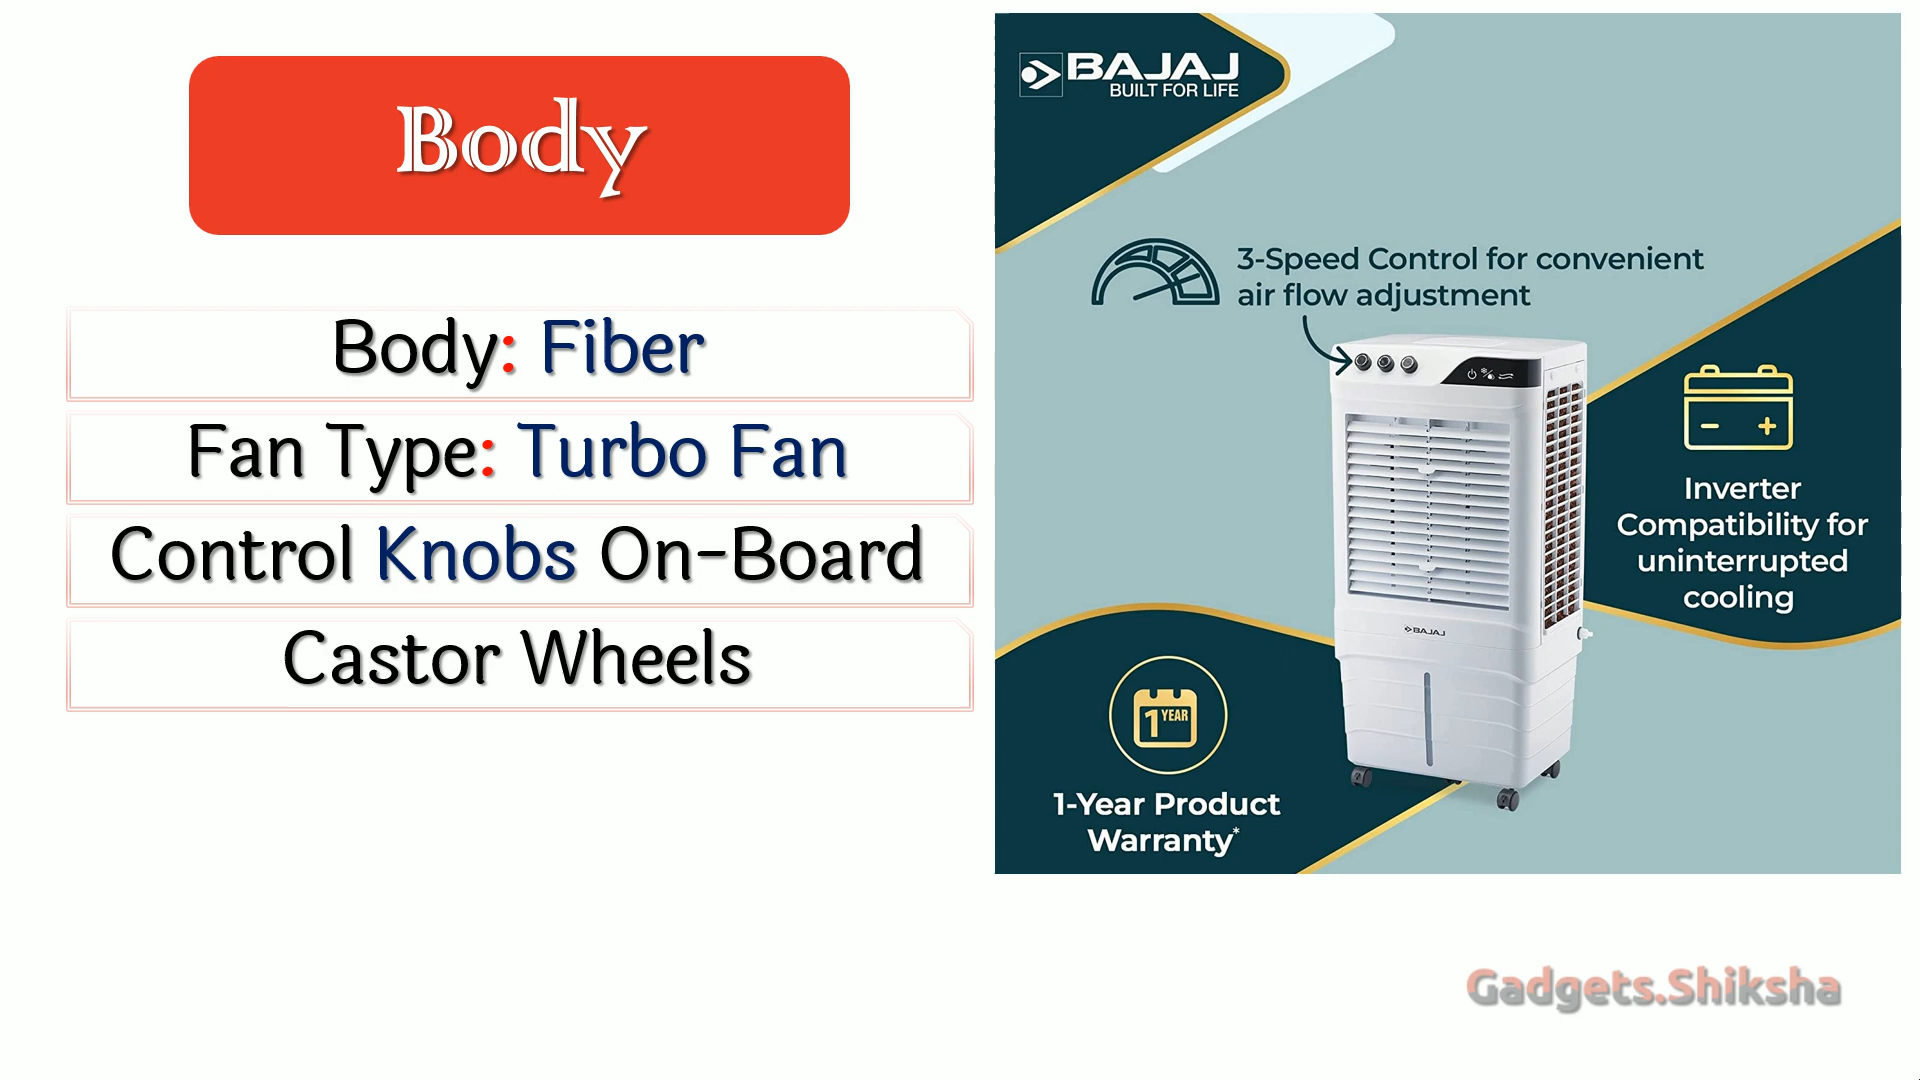 Body
Body: Fiber
Fan Type: Turbo Fan
Control Knobs On-Board
Castor Wheels
BAJAJ
BUILT FOR LIFE
3-Speed Control for convenient
air flow adjustment
Inverter
Compatibility for
uninterrupted
cooling
BAJAJ
1 YEAR
1-Year Product
Warranty*
Gadgets.Shiksha